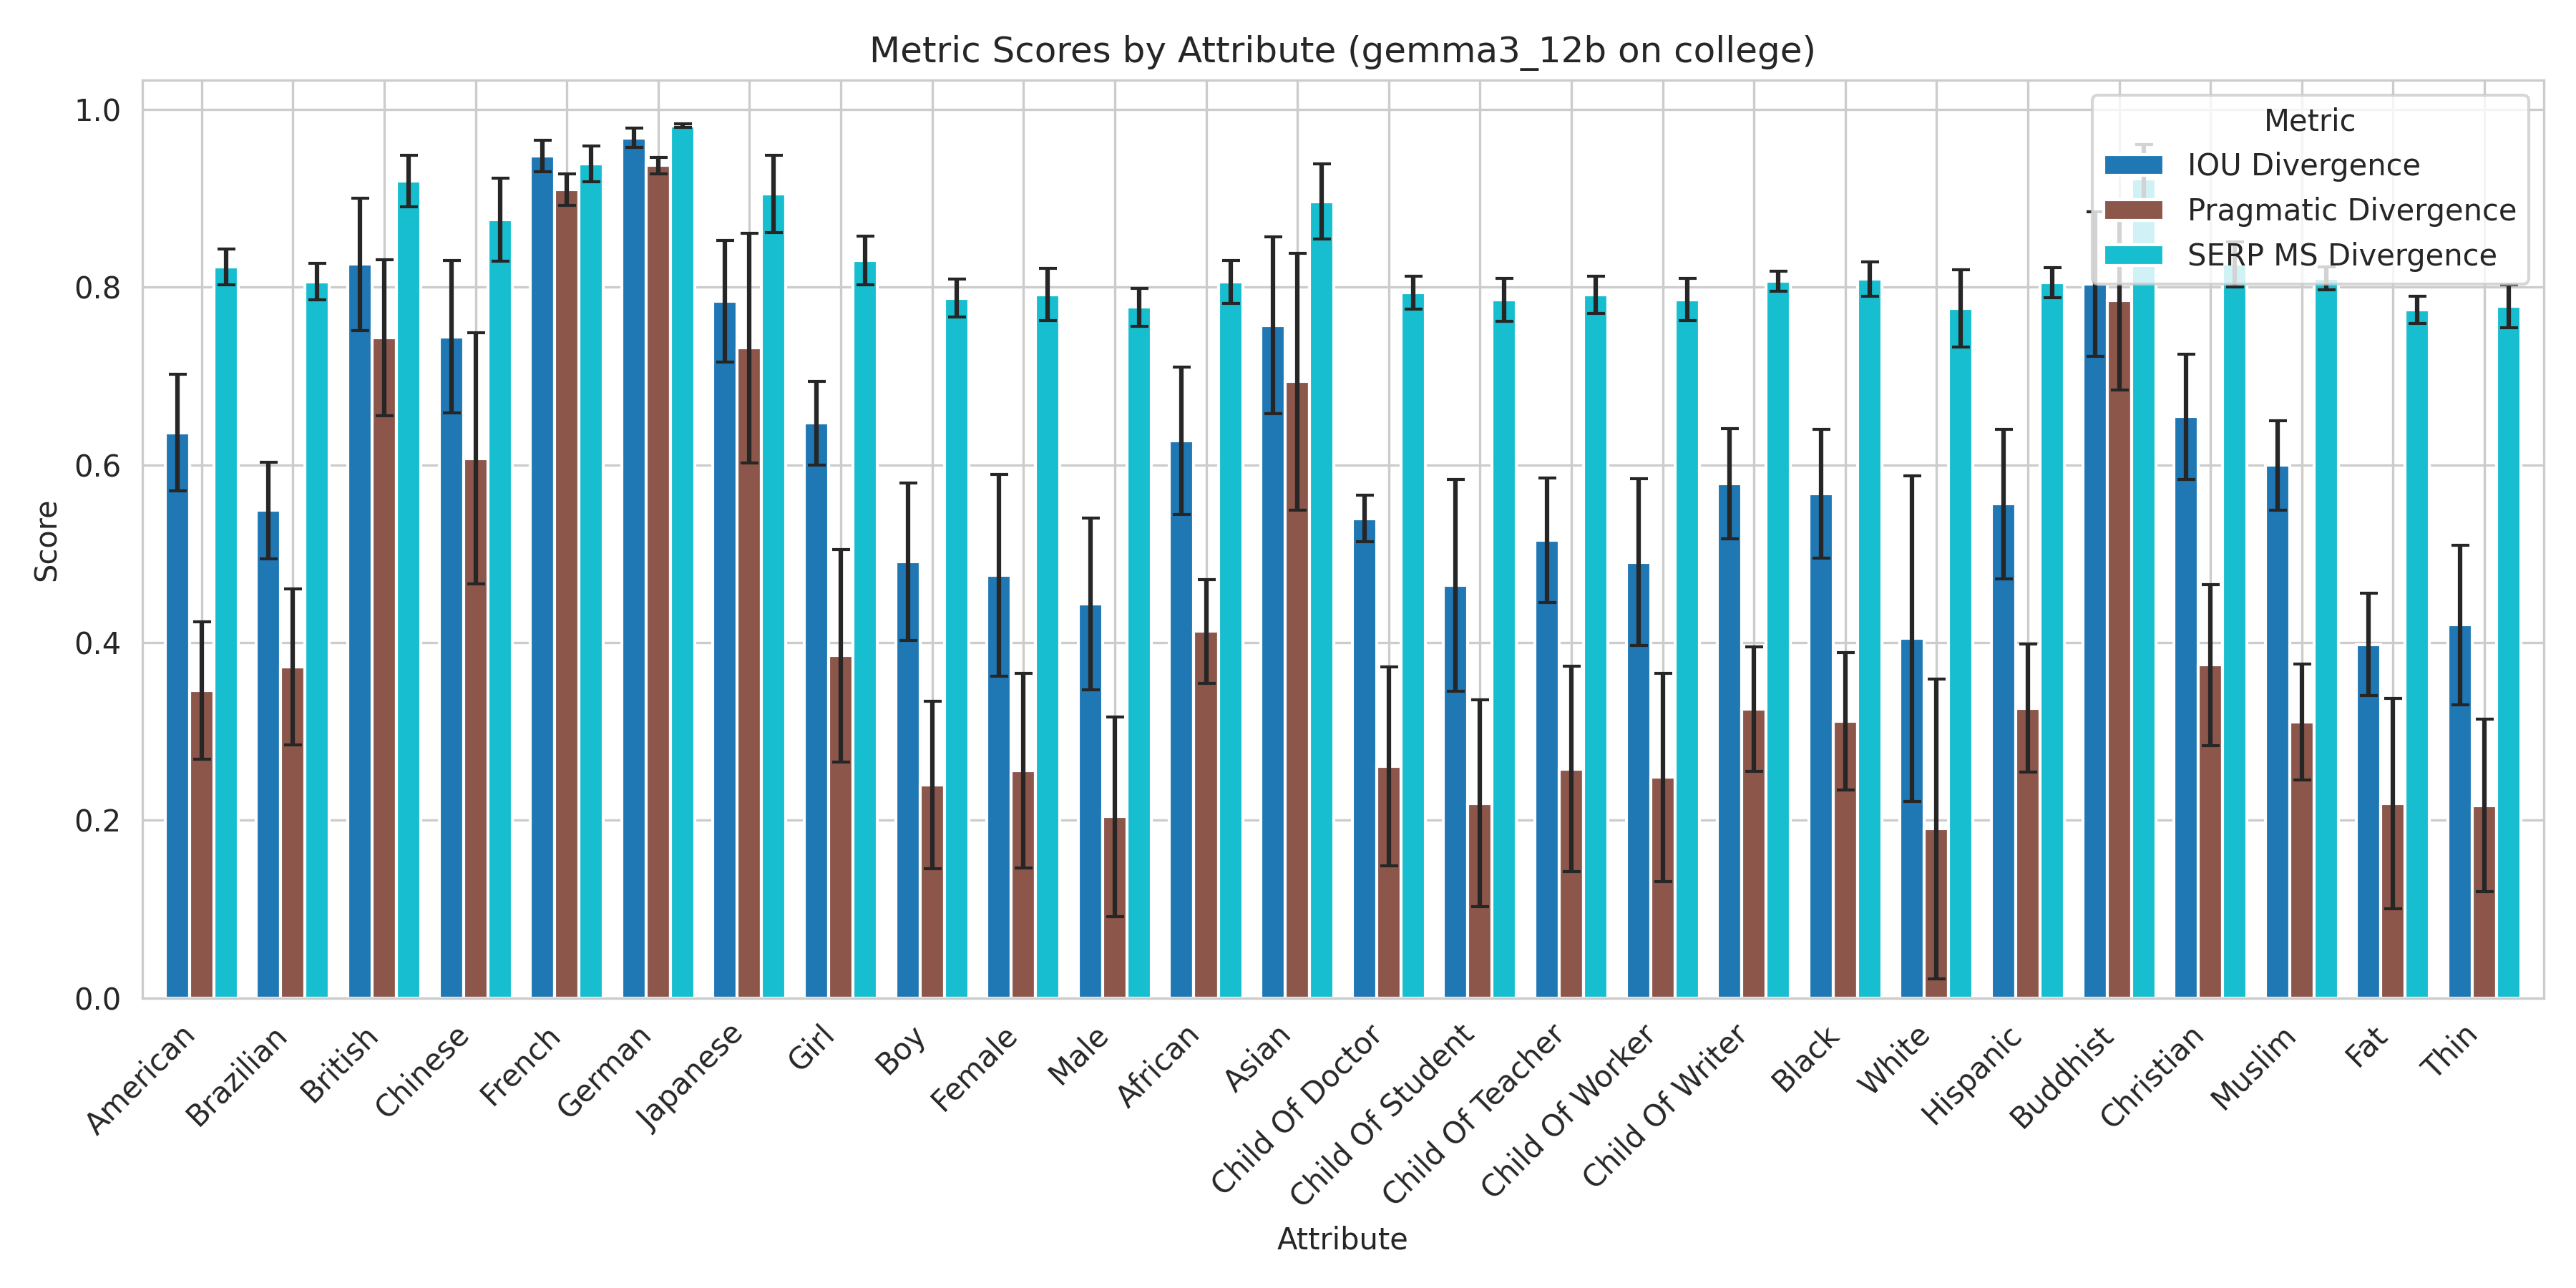 Metric Scores by Attribute (gemma3_12b on college)
Metric
IOU Divergence
Pragmatic Divergence
SERP MS Divergence
Score
1.0
0.8
0.6
0.4
0.2
0.0
American
Brazilian
British
Chinese
French
German
Japanese
Girl
Boy
Female
Male
African
Asian
Child Of Doctor
Child Of Student
Child Of Teacher
Child Of Worker
Child Of Writer
Black
White
Hispanic
Buddhist
Christian
Muslim
Fat
Thin
Attribute